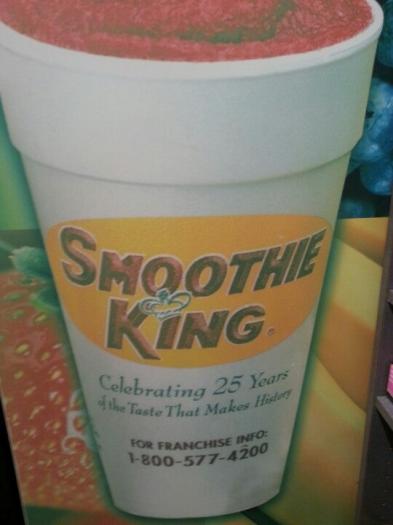 SMOOTHIE
KING®
Celebrating 25 Years
of the Taste That Makes History
FOR FRANCHISE INFO:
1-800-577-4200